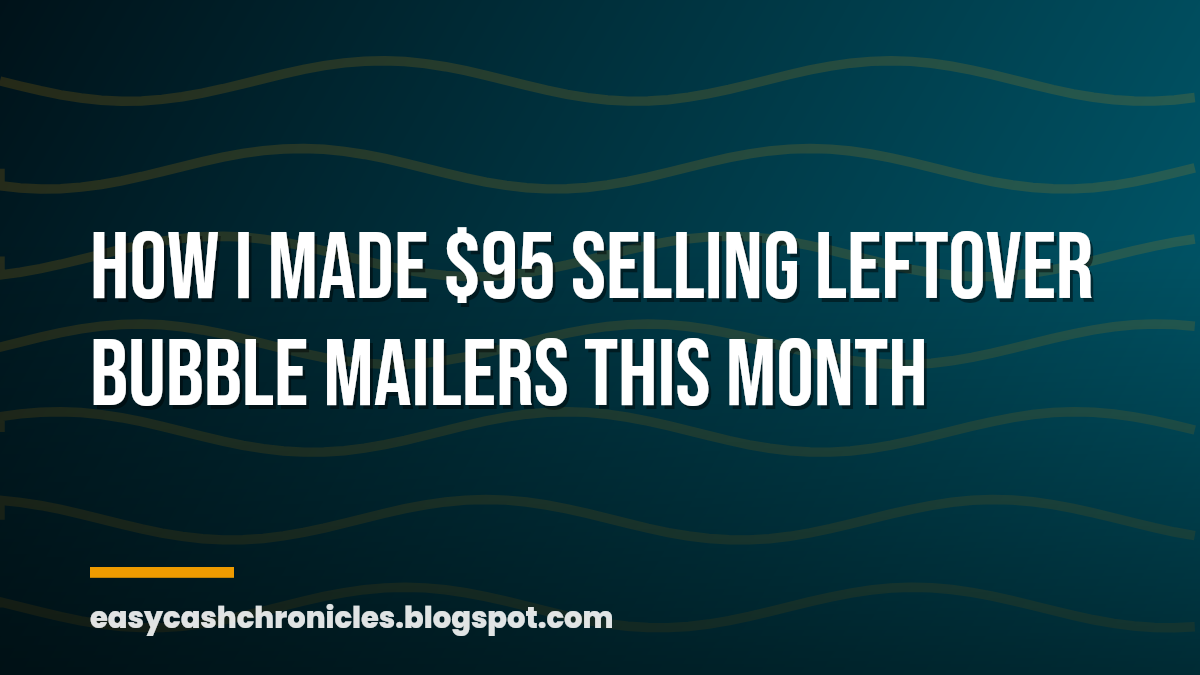 HOW I MADE $95 SELLING LEFTOVER
BUBBLE MAILERS THIS MONTH
easycashchronicles.blogspot.com